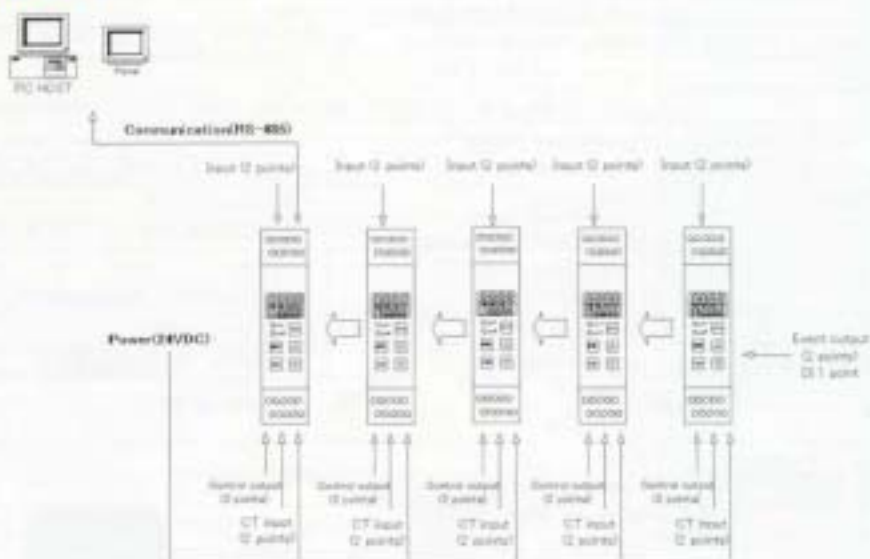 PC HOST
Panel
Communication(RS-485)
Input (2 points)
Input (2 points)
Input (2 points)
Input (2 points)
Input (2 points)
Power(24VDC)
Event output
(2 points)
DI 1 point
Control output
(2 points)
Control output
(2 points)
Control output
(2 points)
Control output
(2 points)
Control output
(2 points)
CT input
(2 points)
CT input
(2 points)
CT input
(2 points)
CT input
(2 points)
CT input
(2 points)